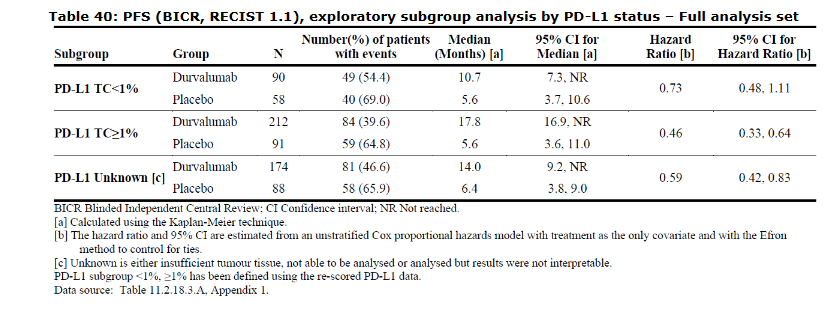 Table 40: PFS (BICR, RECIST 1.1), exploratory subgroup analysis by PD-L1 status – Full analysis set
Subgroup Group N Number(%) of patients with events Median (Months) [a] 95% CI for Median [a] Hazard Ratio [b] 95% CI for Hazard Ratio [b]
PD-L1 TC<1% Durvalumab 90 49 (54.4) 10.7 7.3, NR 0.73 0.48, 1.11
Placebo 58 40 (69.0) 5.6 3.7, 10.6
PD-L1 TC≥1% Durvalumab 212 84 (39.6) 17.8 16.9, NR 0.46 0.33, 0.64
Placebo 91 59 (64.8) 5.6 3.6, 11.0
PD-L1 Unknown [c] Durvalumab 174 81 (46.6) 14.0 9.2, NR 0.59 0.42, 0.83
Placebo 88 58 (65.9) 6.4 3.8, 9.0
BICR Blinded Independent Central Review; CI Confidence interval; NR Not reached.
[a] Calculated using the Kaplan-Meier technique.
[b] The hazard ratio and 95% CI are estimated from an unstratified Cox proportional hazards model with treatment as the only covariate and with the Efron
method to control for ties.
[c] Unknown is either insufficient tumour tissue, not able to be analysed or analysed but results were not interpretable.
PD-L1 subgroup <1%, ≥1% has been defined using the re-scored PD-L1 data.
Data source: Table 11.2.18.3.A, Appendix 1.